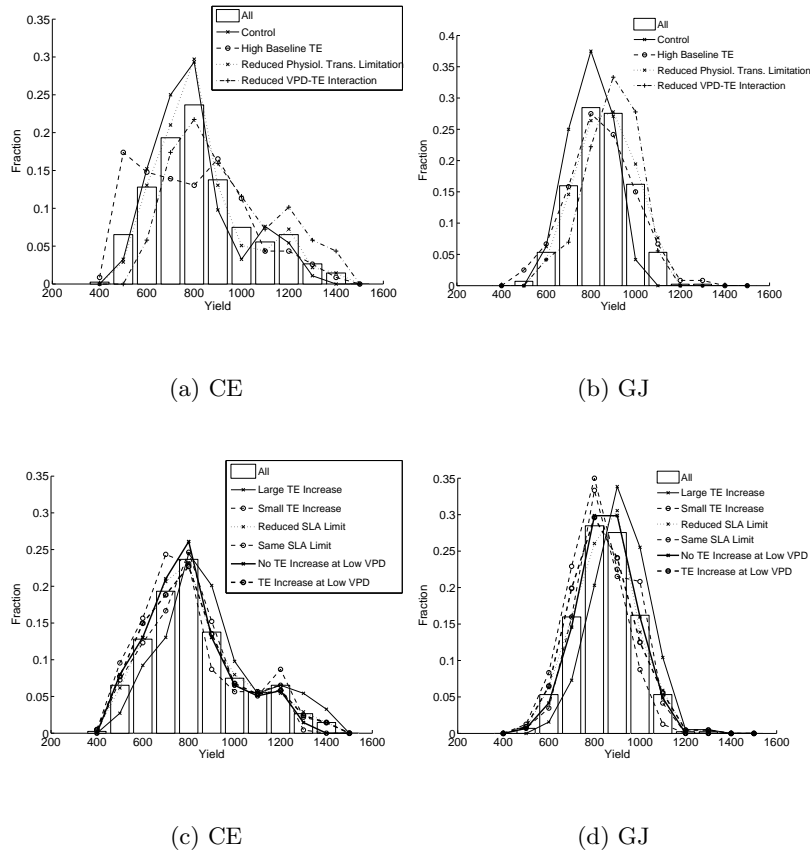 0.35
0.3
0.25
0.2
0.15
0.1
0.05
0
Fraction
200 400 600 800 1000 1200 1400 1600
Yield
All
Control
High Baseline TE
Reduced Physiol. Trans. Limitation
Reduced VPD-TE Interaction
(a) CE
0.4
0.35
0.3
0.25
0.2
0.15
0.1
0.05
0
Fraction
200 400 600 800 1000 1200 1400 1600
Yield
All
Control
High Baseline TE
Reduced Physiol. Trans. Limitation
Reduced VPD-TE Interaction
(b) GJ
0.35
0.3
0.25
0.2
0.15
0.1
0.05
0
Fraction
200 400 600 800 1000 1200 1400 1600
Yield
All
Large TE Increase
Small TE Increase
Reduced SLA Limit
Same SLA Limit
No TE Increase at Low VPD
TE Increase at Low VPD
(c) CE
0.35
0.3
0.25
0.2
0.15
0.1
0.05
0
Fraction
200 400 600 800 1000 1200 1400 1600
Yield
All
Large TE Increase
Small TE Increase
Reduced SLA Limit
Same SLA Limit
No TE Increase at Low VPD
TE Increase at Low VPD
(d) GJ